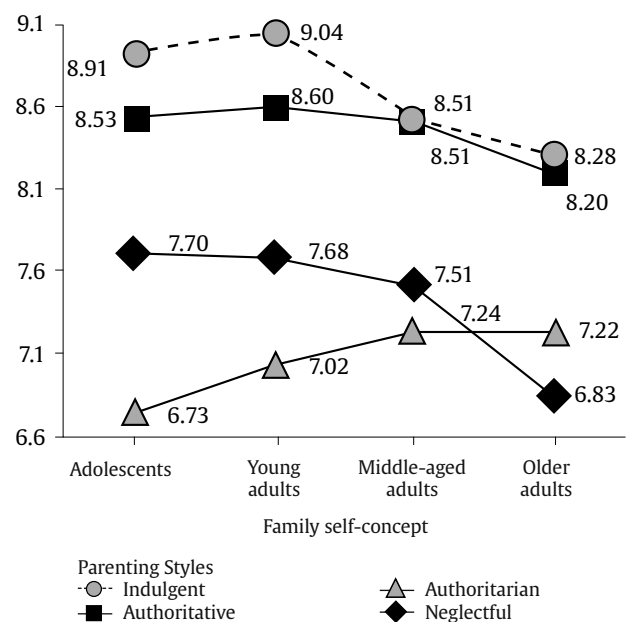 9.1
9.04
8.91
8.6
8.60
8.51
8.53
8.51
8.28
8.1
8.20
7.70
7.68
7.6
7.51
7.24
7.22
7.1
7.02
6.83
6.73
6.6
Adolescents
Young
adults
Middle-aged
adults
Older
adults
Family self-concept
Parenting Styles
Indulgent
Authoritative
Authoritarian
Neglectful